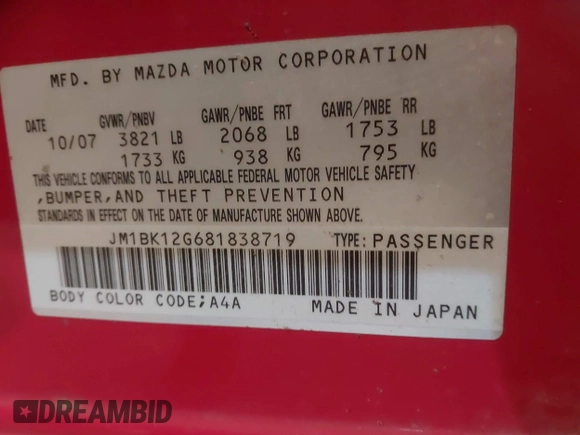 MFD. BY MAZDA MOTOR CORPORATION
DATE GVWR/PNBV GAWR/PNBE FRT GAWR/PNBE RR
10/07 3821 LB 2068 LB 1753 LB
1733 KG 938 KG 795 KG
THIS VEHICLE CONFORMS TO ALL APPLICABLE FEDERAL MOTOR VEHICLE SAFETY
,BUMPER,AND THEFT PREVENTION
STANDARDS IN EFFECT ON THE DATE OF MANUFACTURE SHOWN ABOVE.
JM1BK12G681838719 TYPE:PASSENGER
BODY COLOR CODE;A4A MADE IN JAPAN
DREAMBID